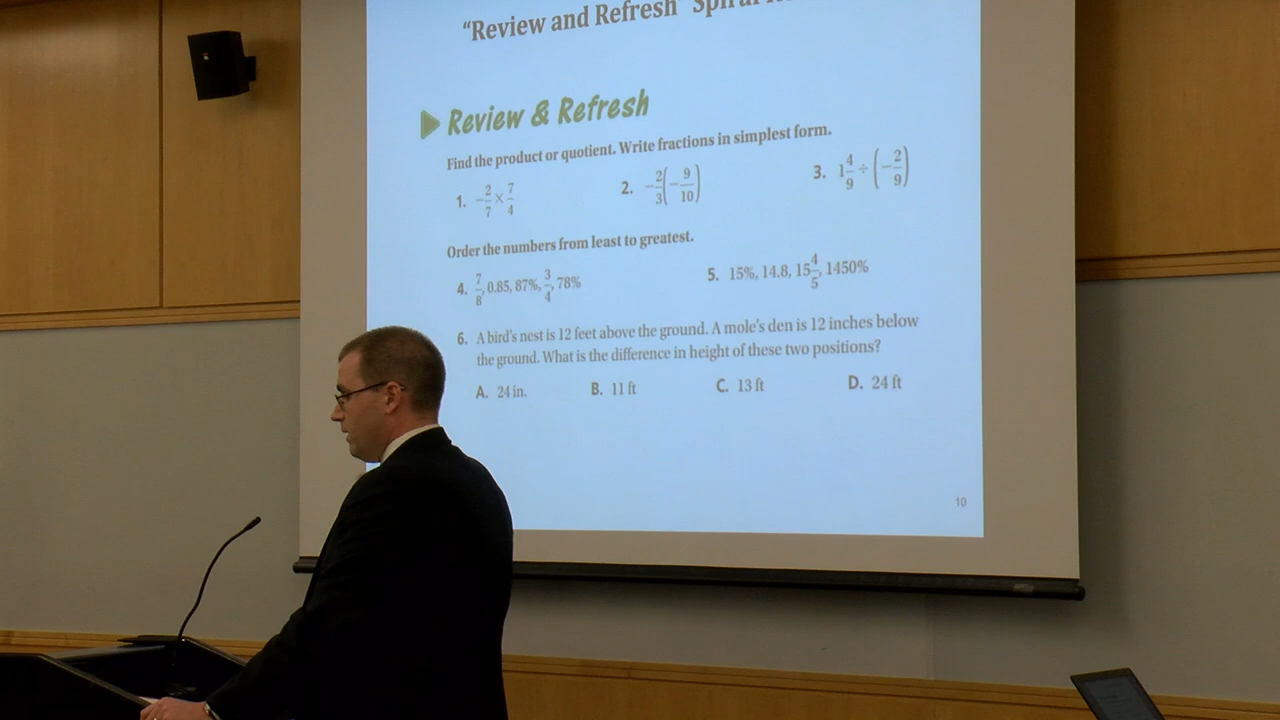 “Review and Refresh” Spiral
Review & Refresh
Find the product or quotient. Write fractions in simplest form.
1. -2/7 × 7/4 2. -2/3(-9/10) 3. 1 4/9 ÷ (-2/9)
Order the numbers from least to greatest.
4. 7/8, 0.85, 87%, 3/4, 78% 5. 15%, 14.8, 15 4/5, 1450%
6. A bird's nest is 12 feet above the ground. A mole's den is 12 inches below
the ground. What is the difference in height of these two positions?
A. 24 in. B. 11 ft C. 13 ft D. 24 ft
10